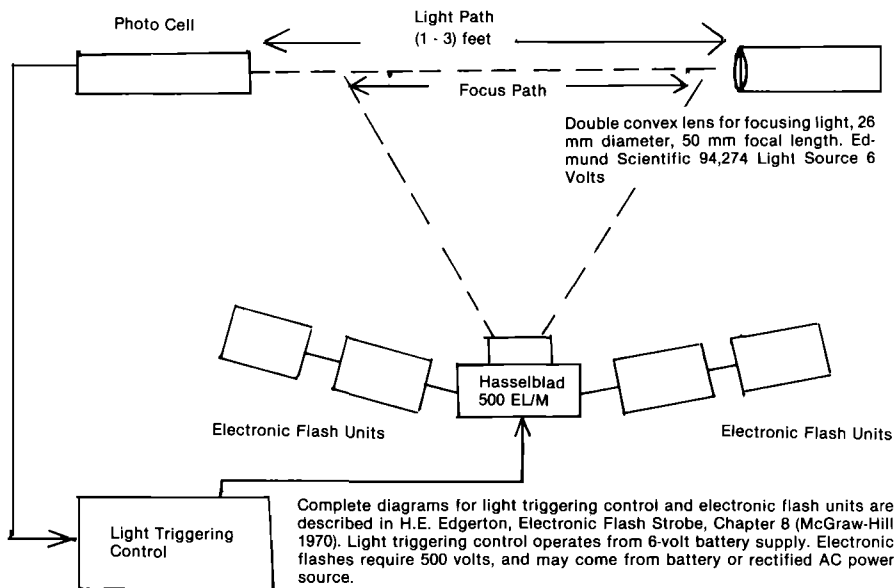 Photo Cell
Light Path
(1 - 3) feet
Focus Path
Double convex lens for focusing light, 26
mm diameter, 50 mm focal length. Ed-
mund Scientific 94,274 Light Source 6
Volts
Hasselblad
500 EL/M
Electronic Flash Units
Electronic Flash Units
Light Triggering
Control
Complete diagrams for light triggering control and electronic flash units are
described in H.E. Edgerton, Electronic Flash Strobe, Chapter 8 (McGraw-Hill
1970). Light triggering control operates from 6-volt battery supply. Electronic
flashes require 500 volts, and may come from battery or rectified AC power
source.